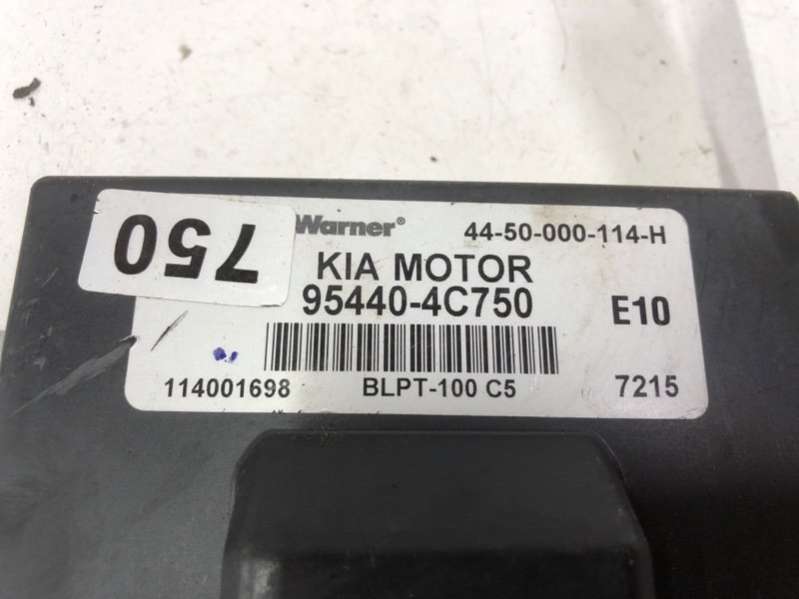 750
Warner® 44-50-000-114-H
KIA MOTOR
95440-4C750 E10
114001698 BLPT-100 C5 7215